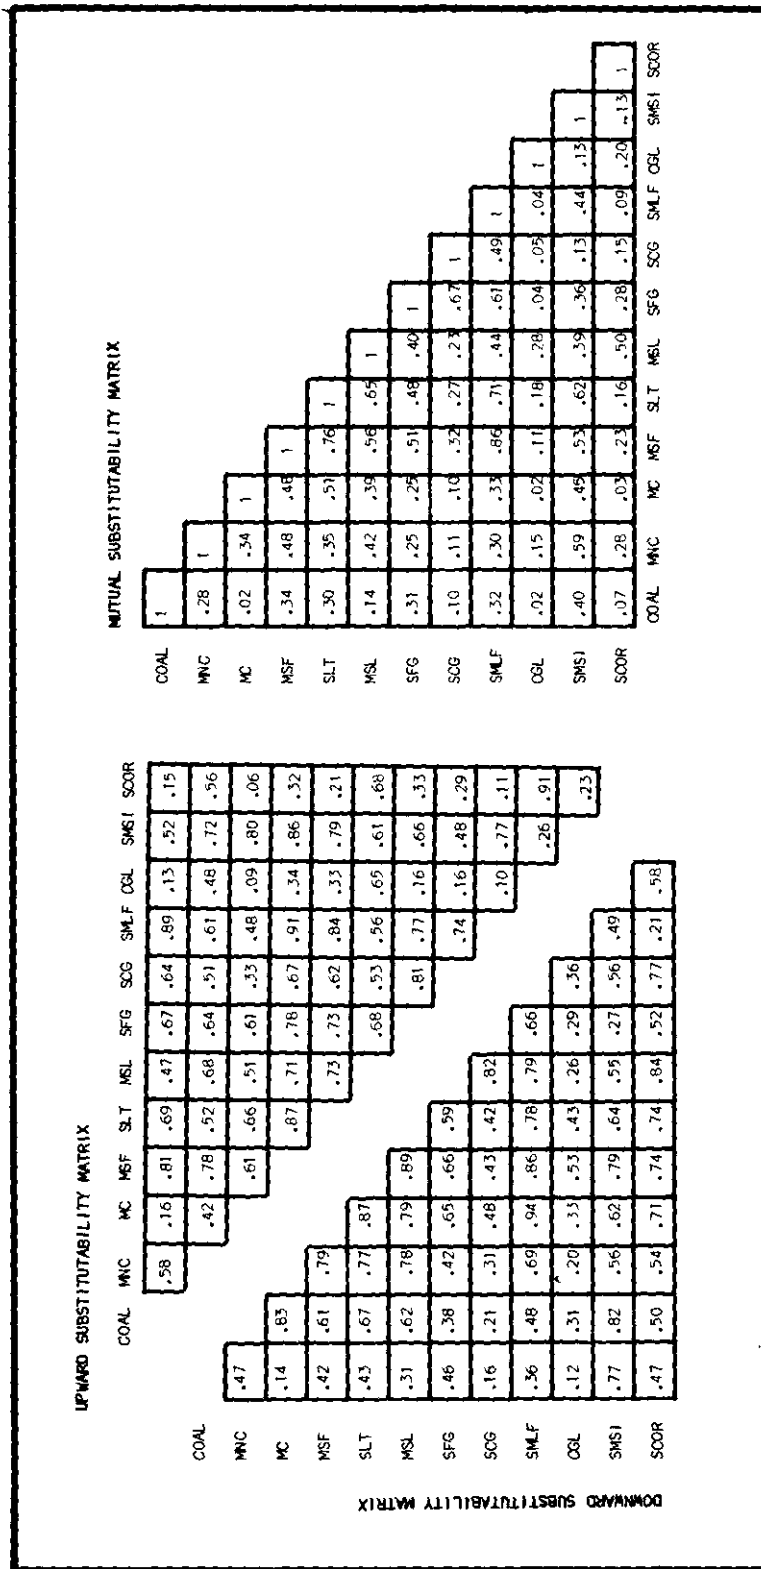 UPWARD SUBSTITUTABILITY MATRIX
COAL MNC MC MSF SLT MSL SFG SCG SMLF CGL SMSI SCOR
.58 .16 .81 .69 .47 .67 .64 .89 .13 .52 .15
COAL .42 .78 .52 .68 .64 .51 .61 .48 .72 .56
MNC .47 .61 .66 .51 .61 .33 .48 .09 .80 .06
MC .14 .83 .87 .71 .78 .67 .91 .34 .86 .32
MSF .42 .61 .79 .73 .73 .62 .84 .33 .79 .21
SLT .43 .67 .77 .87 .68 .53 .56 .65 .61 .68
MSL .31 .62 .78 .79 .89 .81 .77 .16 .66 .33
SFG .46 .38 .42 .65 .66 .59 .74 .16 .48 .29
SCG .16 .21 .31 .48 .43 .42 .82 .10 .77 .11
SMLF .36 .48 .69 .94 .86 .78 .79 .66 .26 .91
CGL .12 .31 .20 .33 .53 .43 .26 .29 .36 .23
SMSI .77 .82 .56 .62 .79 .64 .55 .27 .56 .49
SCOR .47 .50 .54 .71 .74 .74 .84 .52 .77 .21 .58
DOWNWARD SUBSTITUTABILITY MATRIX
MUTUAL SUBSTITUTABILITY MATRIX
COAL 1
MNC .28 1
MC .02 .34 1
MSF .34 .48 .48 1
SLT .30 .35 .51 .76 1
MSL .14 .42 .39 .56 .65 1
SFG .31 .25 .25 .51 .48 .40 1
SCG .10 .11 .10 .32 .27 .23 .67 1
SMLF .32 .30 .33 .86 .71 .44 .61 .49 1
CGL .02 .15 .02 .11 .18 .28 .04 .05 .04 1
SMSI .40 .59 .45 .53 .62 .39 .36 .13 .44 .13 1
SCOR .07 .28 .03 .23 .16 .50 .28 .15 .09 .20 .13 1
COAL MNC MC MSF SLT MSL SFG SCG SMLF CGL SMSI SCOR